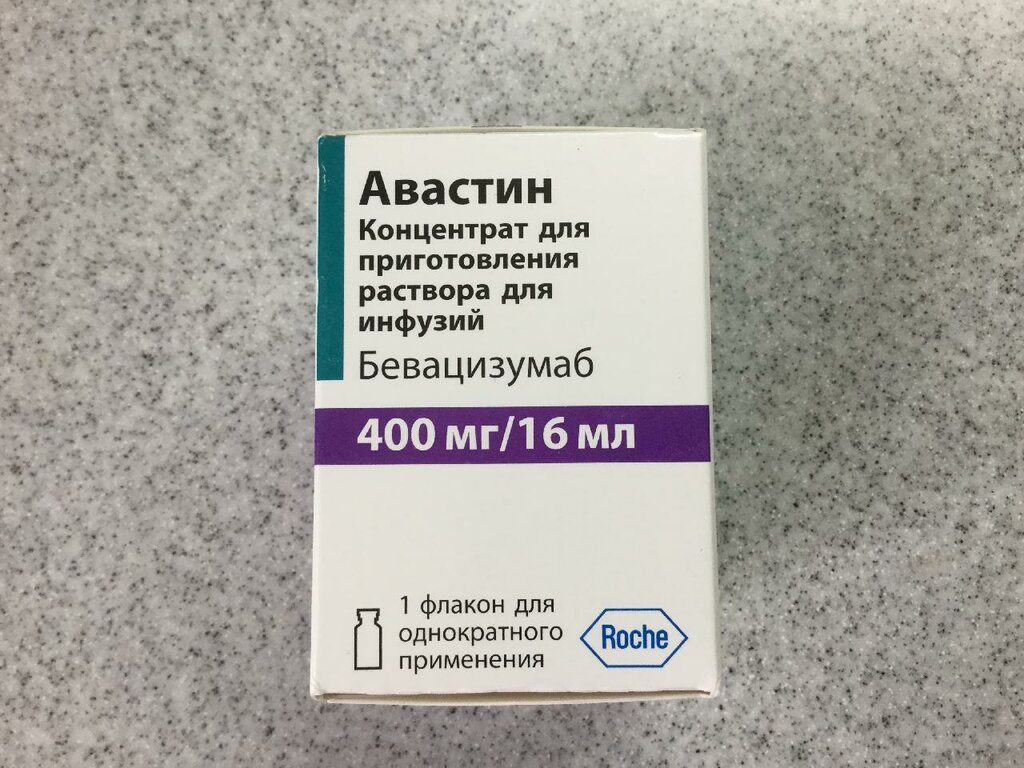 Авастин
Концентрат для
приготовления
раствора для
инфузий
Бевацизумаб
400 мг/16 мл
1 флакон для
однократного
применения
Roche